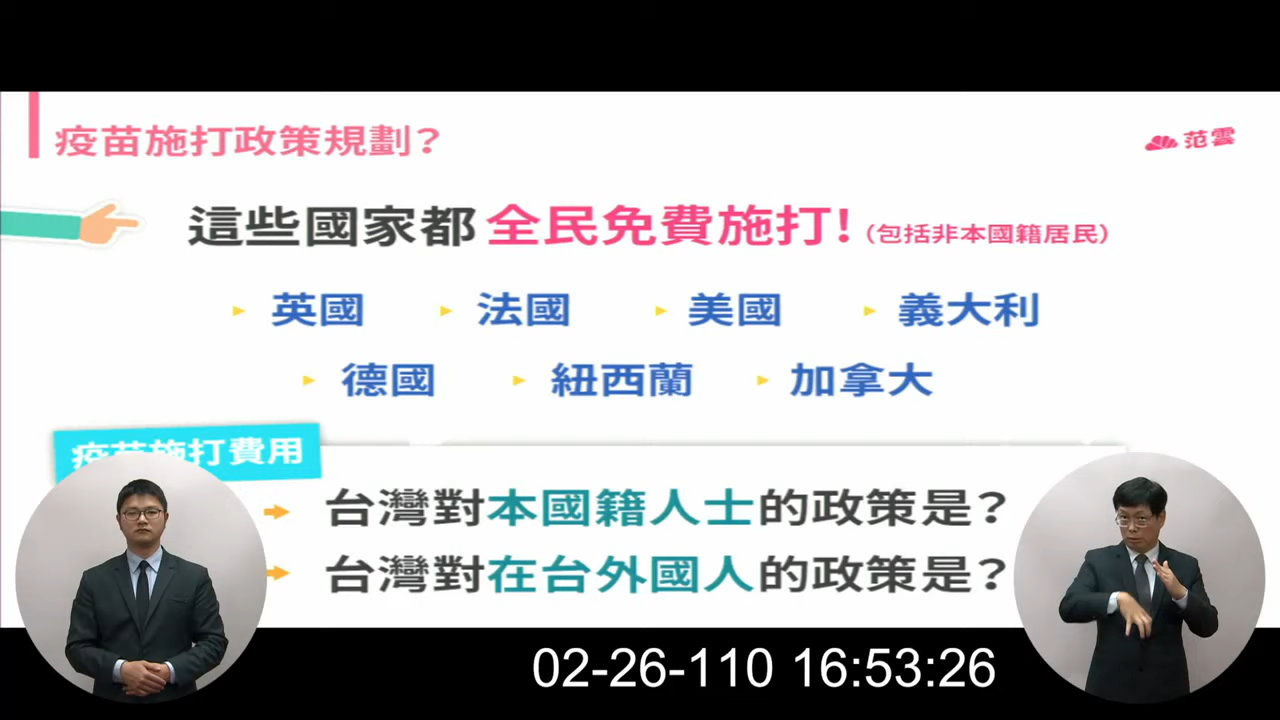 疫苗施打政策規劃？
范雲
這些國家都 全民免費施打！（包括非本國籍居民）
英國 法國 美國 義大利
德國 紐西蘭 加拿大
疫苗施打費用
台灣對本國籍人士的政策是？
台灣對在台外國人的政策是？
02-26-110 16:53:26